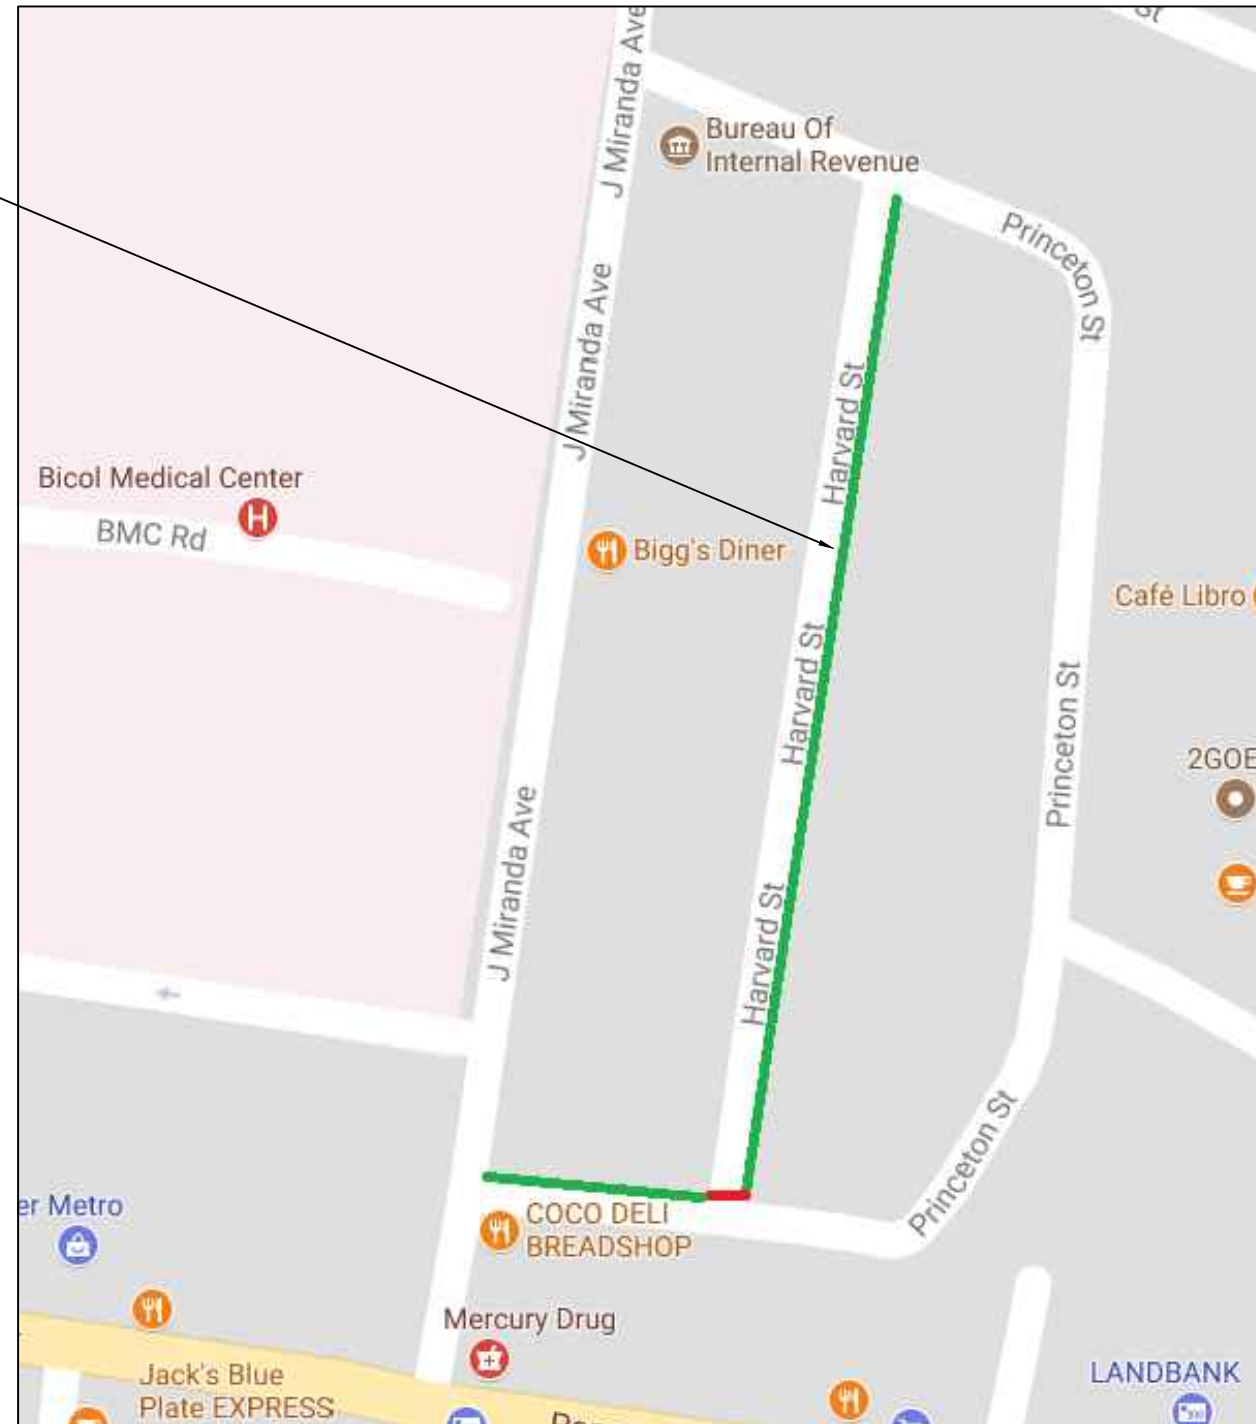 St
J Miranda Ave
Bureau Of
Internal Revenue
Princeton St
J Miranda Ave
Harvard St
Bicol Medical Center
H
BMC Rd
Bigg's Diner
Café Libro
Harvard St
Princeton St
2GOE
J Miranda Ave
Harvard St
Princeton St
er Metro
COCO DELI
BREADSHOP
Mercury Drug
Jack's Blue
Plate EXPRESS
LANDBANK